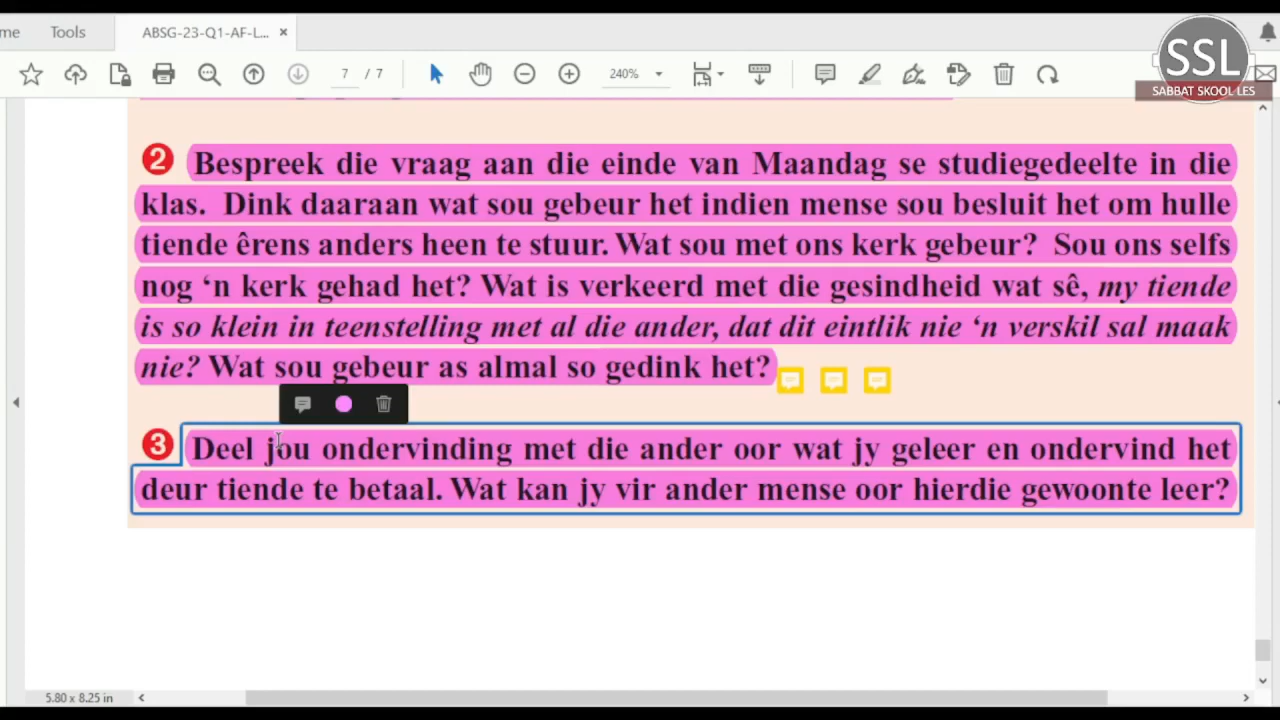 me Tools ABSG-23-Q1-AF-L... ×
SSL
SABBAT SKOOL LES
7 / 7 240%
2 Bespreek die vraag aan die einde van Maandag se studiegedeelte in die
klas. Dink daaraan wat sou gebeur het indien mense sou besluit het om hulle
tiende êrens anders heen te stuur. Wat sou met ons kerk gebeur? Sou ons selfs
nog ‘n kerk gehad het? Wat is verkeerd met die gesindheid wat sê, my tiende
is so klein in teenstelling met al die ander, dat dit eintlik nie ‘n verskil sal maak
nie? Wat sou gebeur as almal so gedink het?
3 Deel jou ondervinding met die ander oor wat jy geleer en ondervind het
deur tiende te betaal. Wat kan jy vir ander mense oor hierdie gewoonte leer?
5.80 x 8.25 in